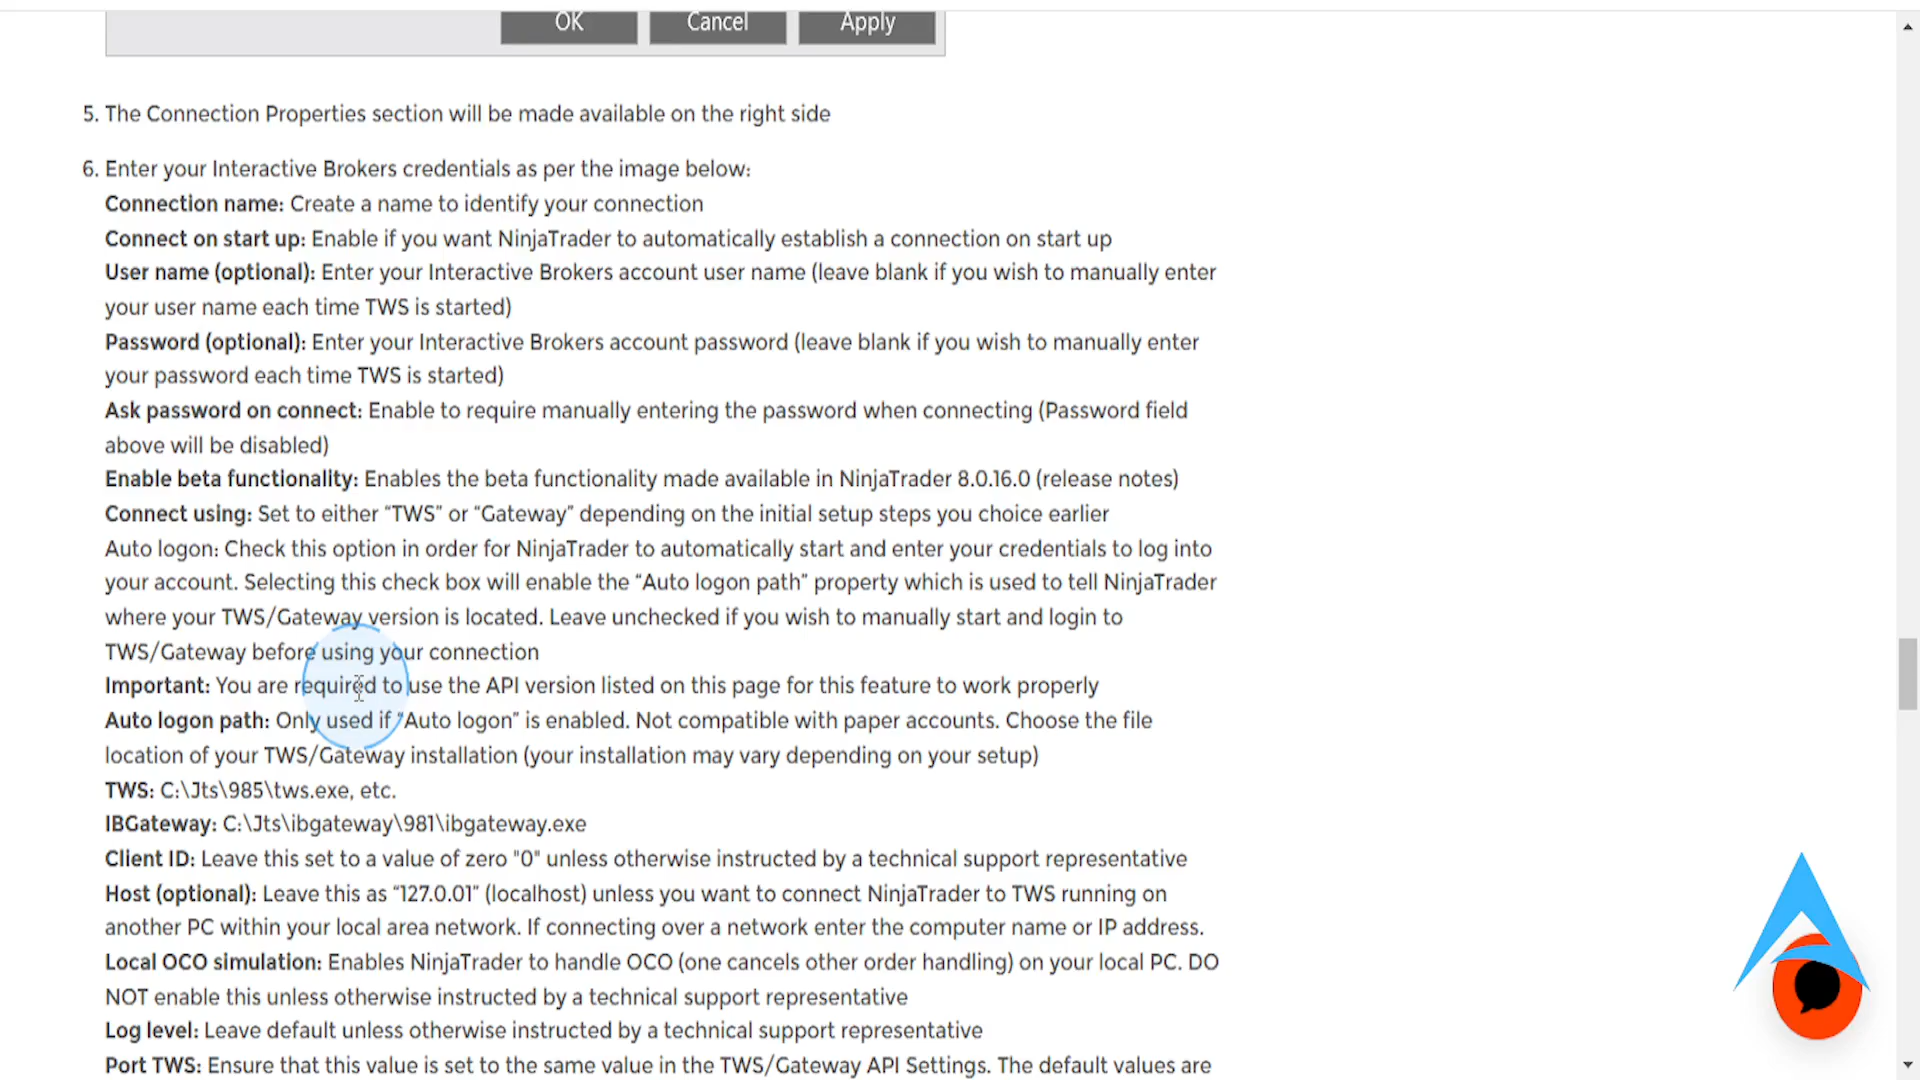 OK Cancel Apply
5. The Connection Properties section will be made available on the right side
6. Enter your Interactive Brokers credentials as per the image below:
Connection name: Create a name to identify your connection
Connect on start up: Enable if you want NinjaTrader to automatically establish a connection on start up
User name (optional): Enter your Interactive Brokers account user name (leave blank if you wish to manually enter
your user name each time TWS is started)
Password (optional): Enter your Interactive Brokers account password (leave blank if you wish to manually enter
your password each time TWS is started)
Ask password on connect: Enable to require manually entering the password when connecting (Password field
above will be disabled)
Enable beta functionality: Enables the beta functionality made available in NinjaTrader 8.0.16.0 (release notes)
Connect using: Set to either “TWS” or “Gateway” depending on the initial setup steps you choice earlier
Auto logon: Check this option in order for NinjaTrader to automatically start and enter your credentials to log into
your account. Selecting this check box will enable the “Auto logon path” property which is used to tell NinjaTrader
where your TWS/Gateway version is located. Leave unchecked if you wish to manually start and login to
TWS/Gateway before using your connection
Important: You are required to use the API version listed on this page for this feature to work properly
Auto logon path: Only used if “Auto logon” is enabled. Not compatible with paper accounts. Choose the file
location of your TWS/Gateway installation (your installation may vary depending on your setup)
TWS: C:\Jts\985\tws.exe, etc.
IBGateway: C:\Jts\ibgateway\981\ibgateway.exe
Client ID: Leave this set to a value of zero "0" unless otherwise instructed by a technical support representative
Host (optional): Leave this as “127.0.01” (localhost) unless you want to connect NinjaTrader to TWS running on
another PC within your local area network. If connecting over a network enter the computer name or IP address.
Local OCO simulation: Enables NinjaTrader to handle OCO (one cancels other order handling) on your local PC. DO
NOT enable this unless otherwise instructed by a technical support representative
Log level: Leave default unless otherwise instructed by a technical support representative
Port TWS: Ensure that this value is set to the same value in the TWS/Gateway API Settings. The default values are